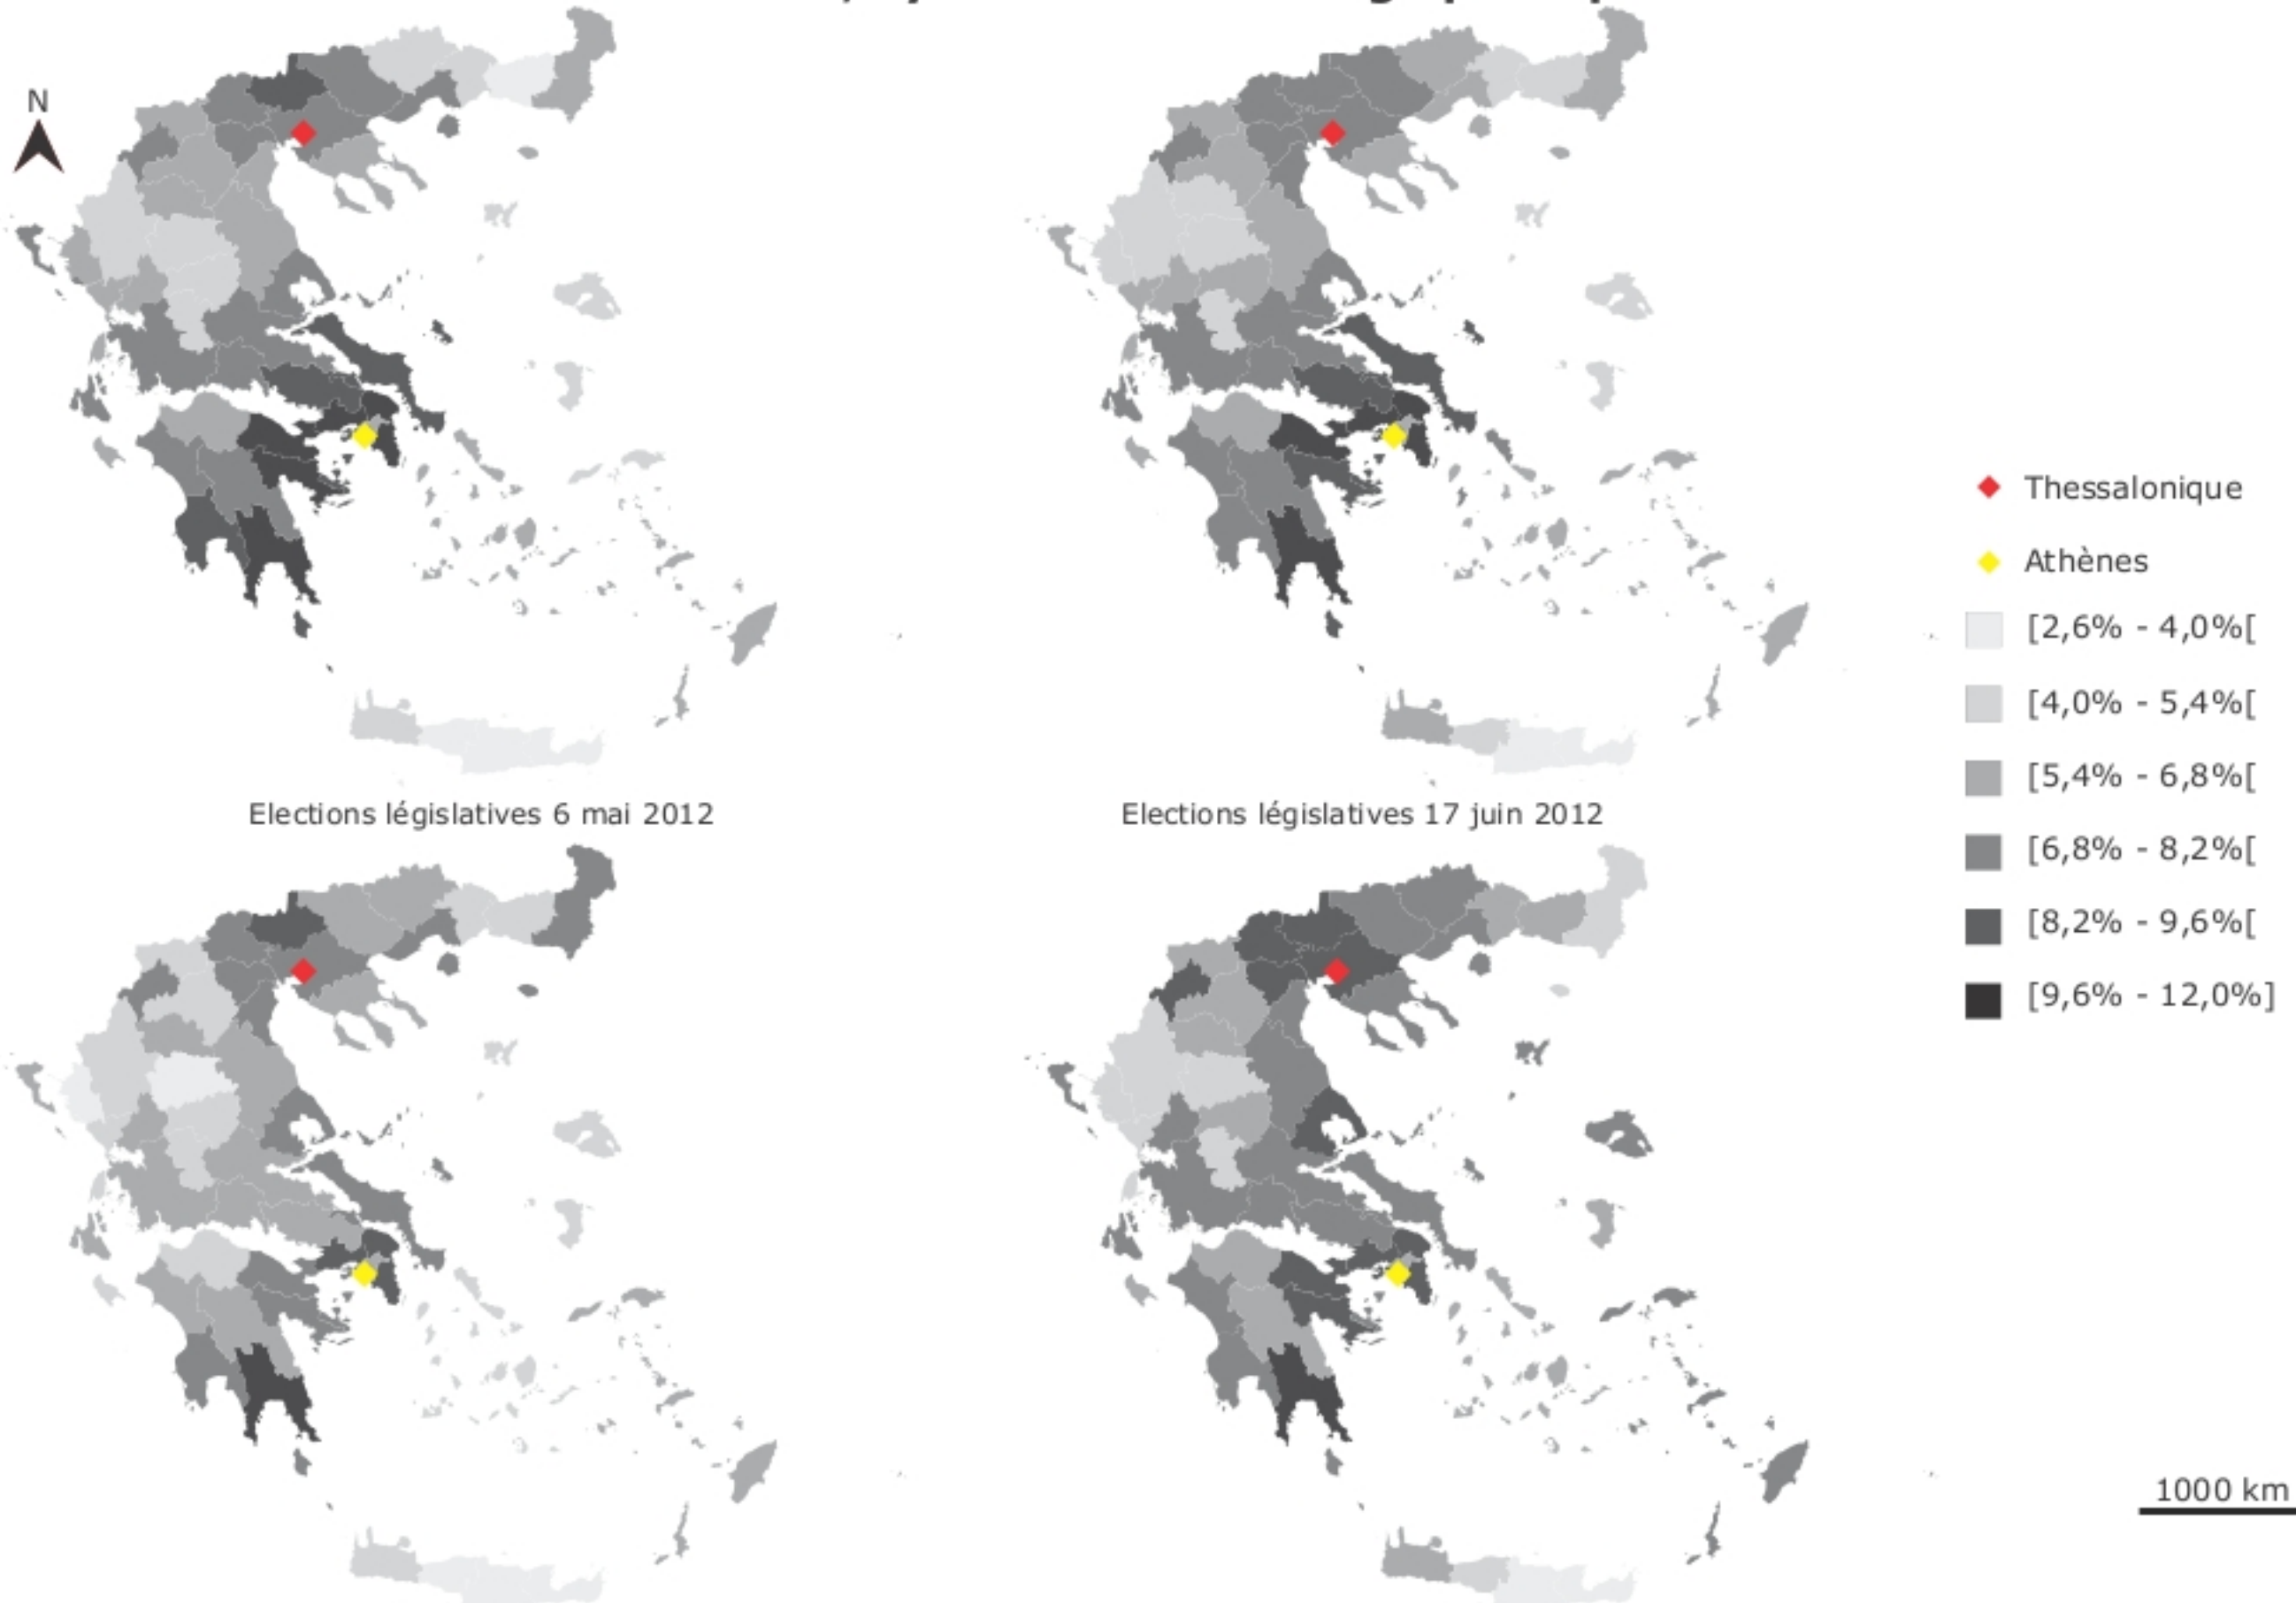 N
Thessalonique
Athènes
[2,6% - 4,0%[
[4,0% - 5,4%[
[5,4% - 6,8%[
[6,8% - 8,2%[
[8,2% - 9,6%[
[9,6% - 12,0%]
Elections législatives 6 mai 2012
Elections législatives 17 juin 2012
1000 km